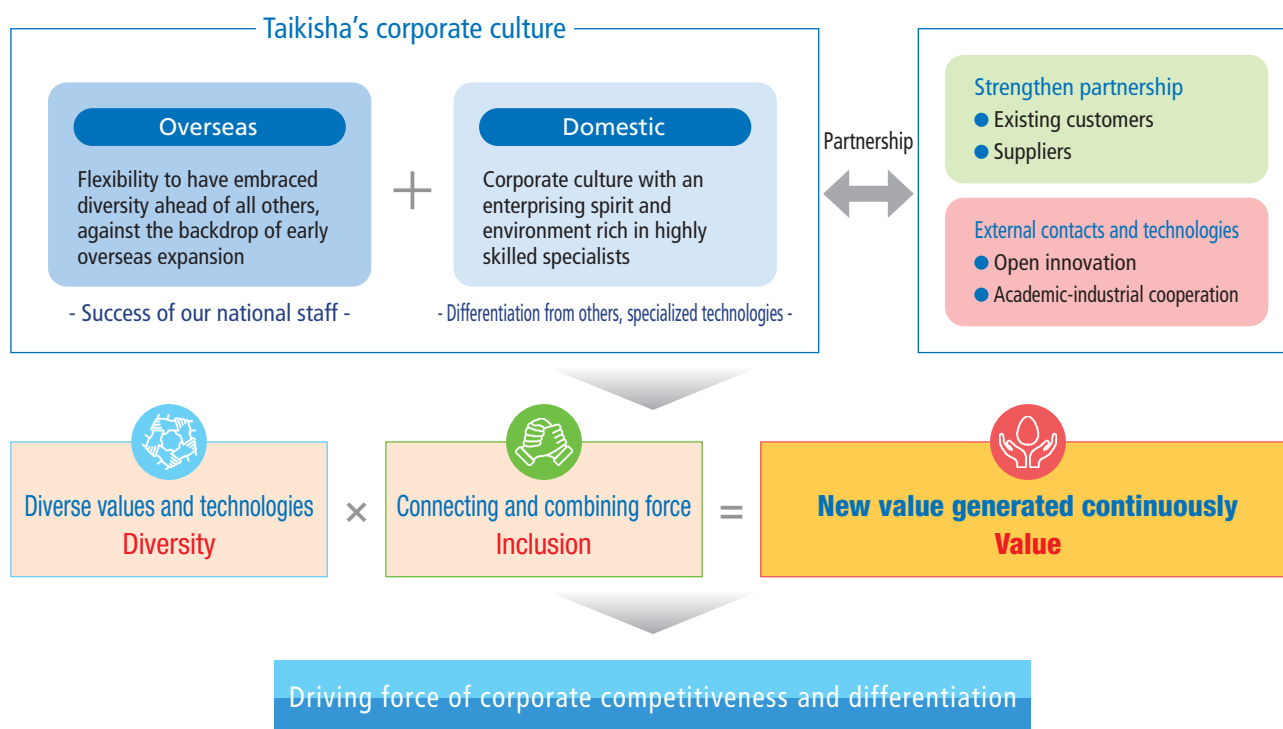 Taikisha's corporate culture
Overseas
Flexibility to have embraced
diversity ahead of all others,
against the backdrop of early
overseas expansion
- Success of our national staff -
+
Domestic
Corporate culture with an
enterprising spirit and
environment rich in highly
skilled specialists
- Differentiation from others, specialized technologies -
Partnership
Strengthen partnership
● Existing customers
● Suppliers
External contacts and technologies
● Open innovation
● Academic-industrial cooperation
Diverse values and technologies
Diversity
×
Connecting and combining force
Inclusion
=
New value generated continuously
Value
Driving force of corporate competitiveness and differentiation